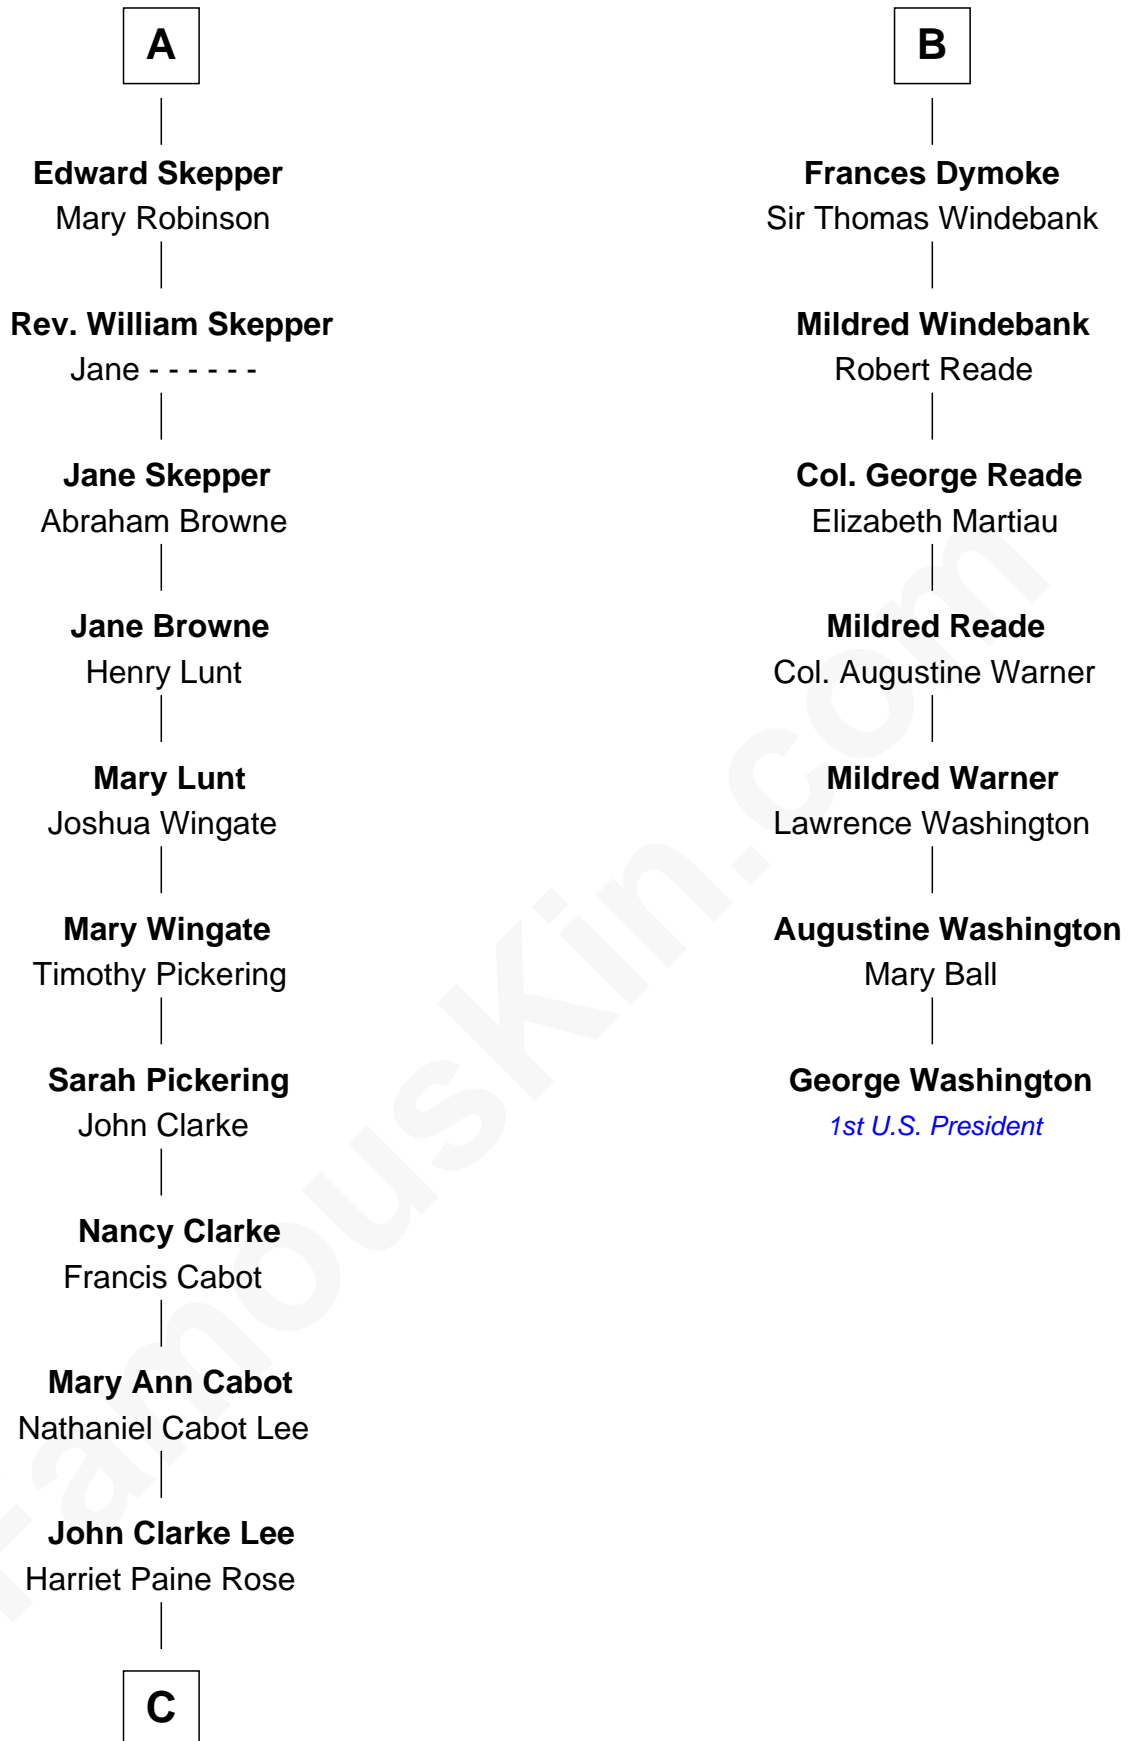 A
Edward Skepper
Mary Robinson
Rev. William Skepper
Jane - - - - - -
Jane Skepper
Abraham Browne
Jane Browne
Henry Lunt
Mary Lunt
Joshua Wingate
Mary Wingate
Timothy Pickering
Sarah Pickering
John Clarke
Nancy Clarke
Francis Cabot
Mary Ann Cabot
Nathaniel Cabot Lee
John Clarke Lee
Harriet Paine Rose
C
B
Frances Dymoke
Sir Thomas Windebank
Mildred Windebank
Robert Reade
Col. George Reade
Elizabeth Martiau
Mildred Reade
Col. Augustine Warner
Mildred Warner
Lawrence Washington
Augustine Washington
Mary Ball
George Washington
1st U.S. President
FamousKin.com